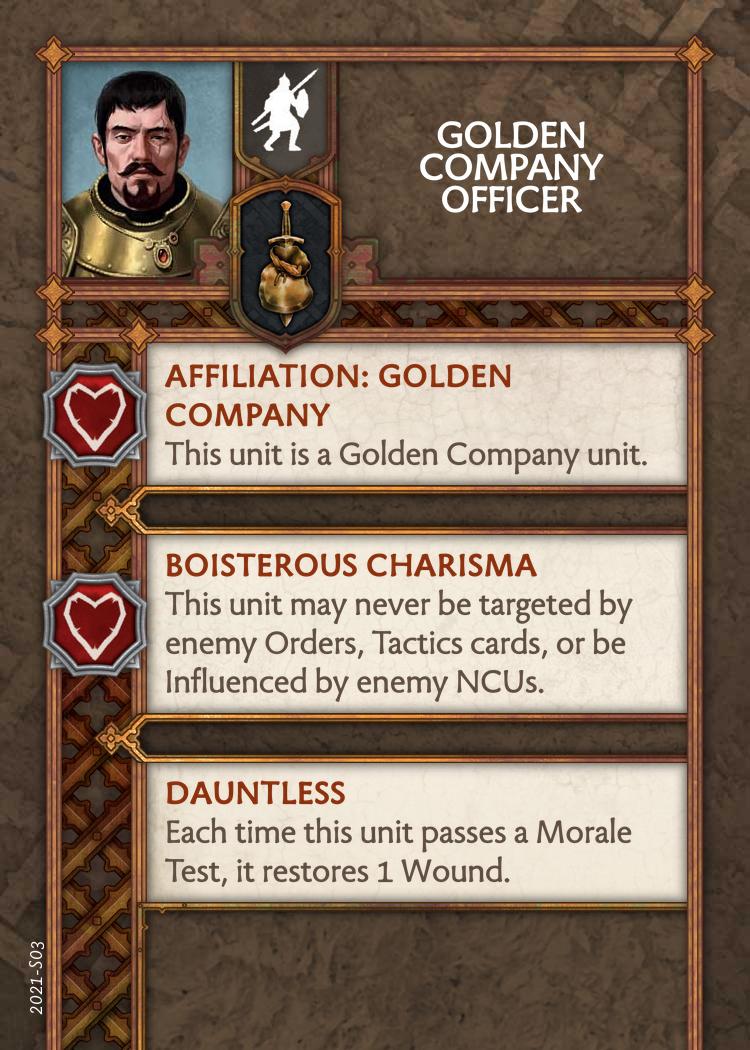 GOLDEN
COMPANY
OFFICER
AFFILIATION: GOLDEN
COMPANY
This unit is a Golden Company unit.
BOISTEROUS CHARISMA
This unit may never be targeted by
enemy Orders, Tactics cards, or be
Influenced by enemy NCUs.
DAUNTLESS
Each time this unit passes a Morale
Test, it restores 1 Wound.
2021-S03